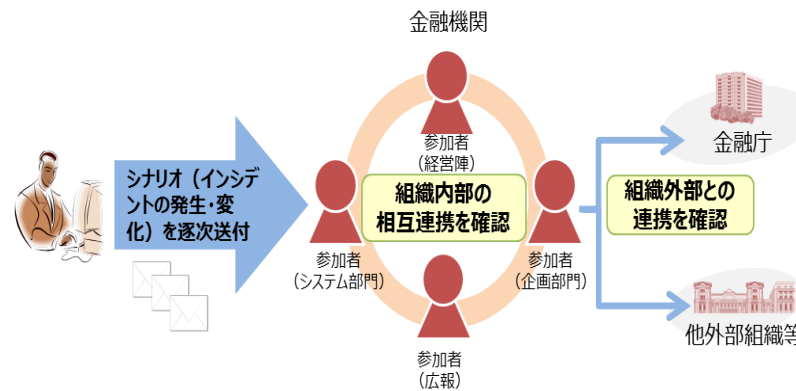 金融機関
参加者
（経営陣）
シナリオ（インシデ
ントの発生・変
化）を逐次送付
組織内部の
相互連携を確認
参加者
（システム部門）
参加者
（企画部門）
参加者
（広報）
金融庁
組織外部との
連携を確認
他外部組織等